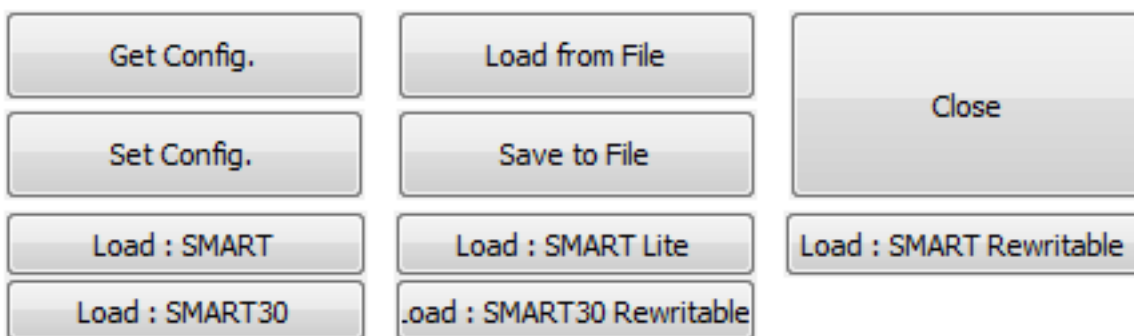 Get Config.
Load from File
Close
Set Config.
Save to File
Load : SMART
Load : SMART Lite
Load : SMART Rewritable
Load : SMART30
oad : SMART30 Rewritable